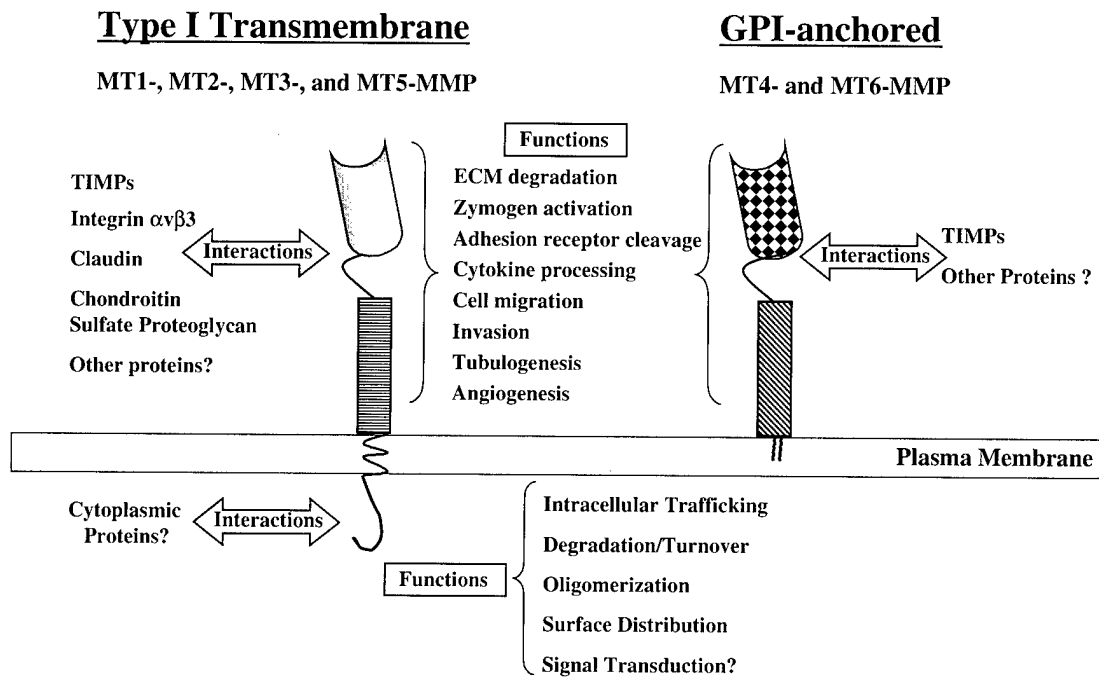 Type I Transmembrane
MT1-, MT2-, MT3-, and MT5-MMP
GPI-anchored
MT4- and MT6-MMP
TIMPs
Integrin αvβ3
Claudin
Chondroitin
Sulfate Proteoglycan
Other proteins?
Interactions
Functions
ECM degradation
Zymogen activation
Adhesion receptor cleavage
Cytokine processing
Cell migration
Invasion
Tubulogenesis
Angiogenesis
Interactions
TIMPs
Other Proteins ?
Plasma Membrane
Cytoplasmic
Proteins?
Interactions
Functions
Intracellular Trafficking
Degradation/Turnover
Oligomerization
Surface Distribution
Signal Transduction?